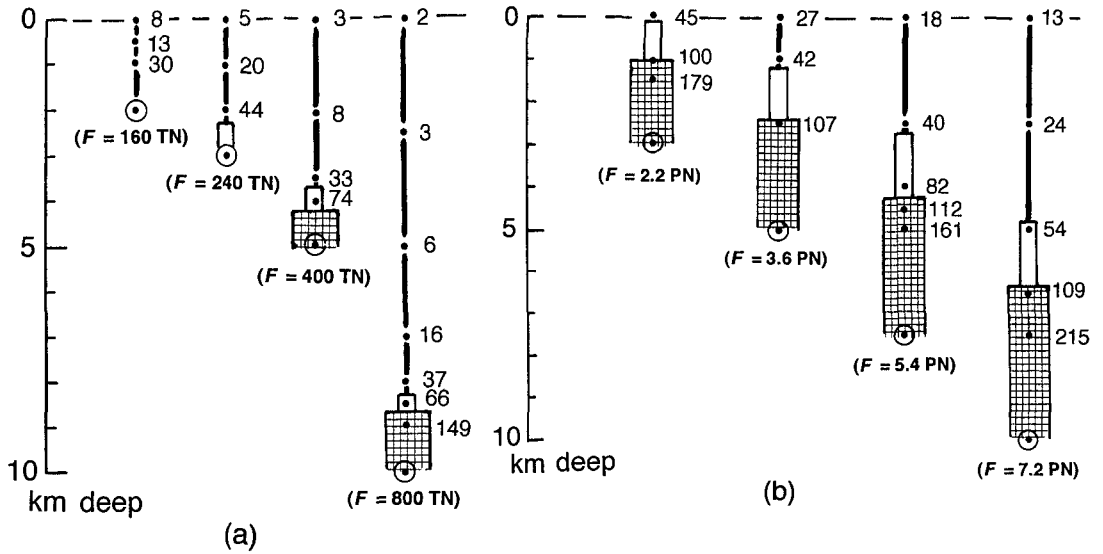 0 8 5 3 2
13
30
20
44
8
3
(F = 160 TN)
(F = 240 TN)
33
74
5
6
(F = 400 TN)
16
37
66
149
10
km deep
(F = 800 TN)
(a)
0 45 27 18 13
100
179
42
107
40
24
(F = 2.2 PN)
82
112
161
5
54
(F = 3.6 PN)
109
215
(F = 5.4 PN)
10
km deep
(F = 7.2 PN)
(b)